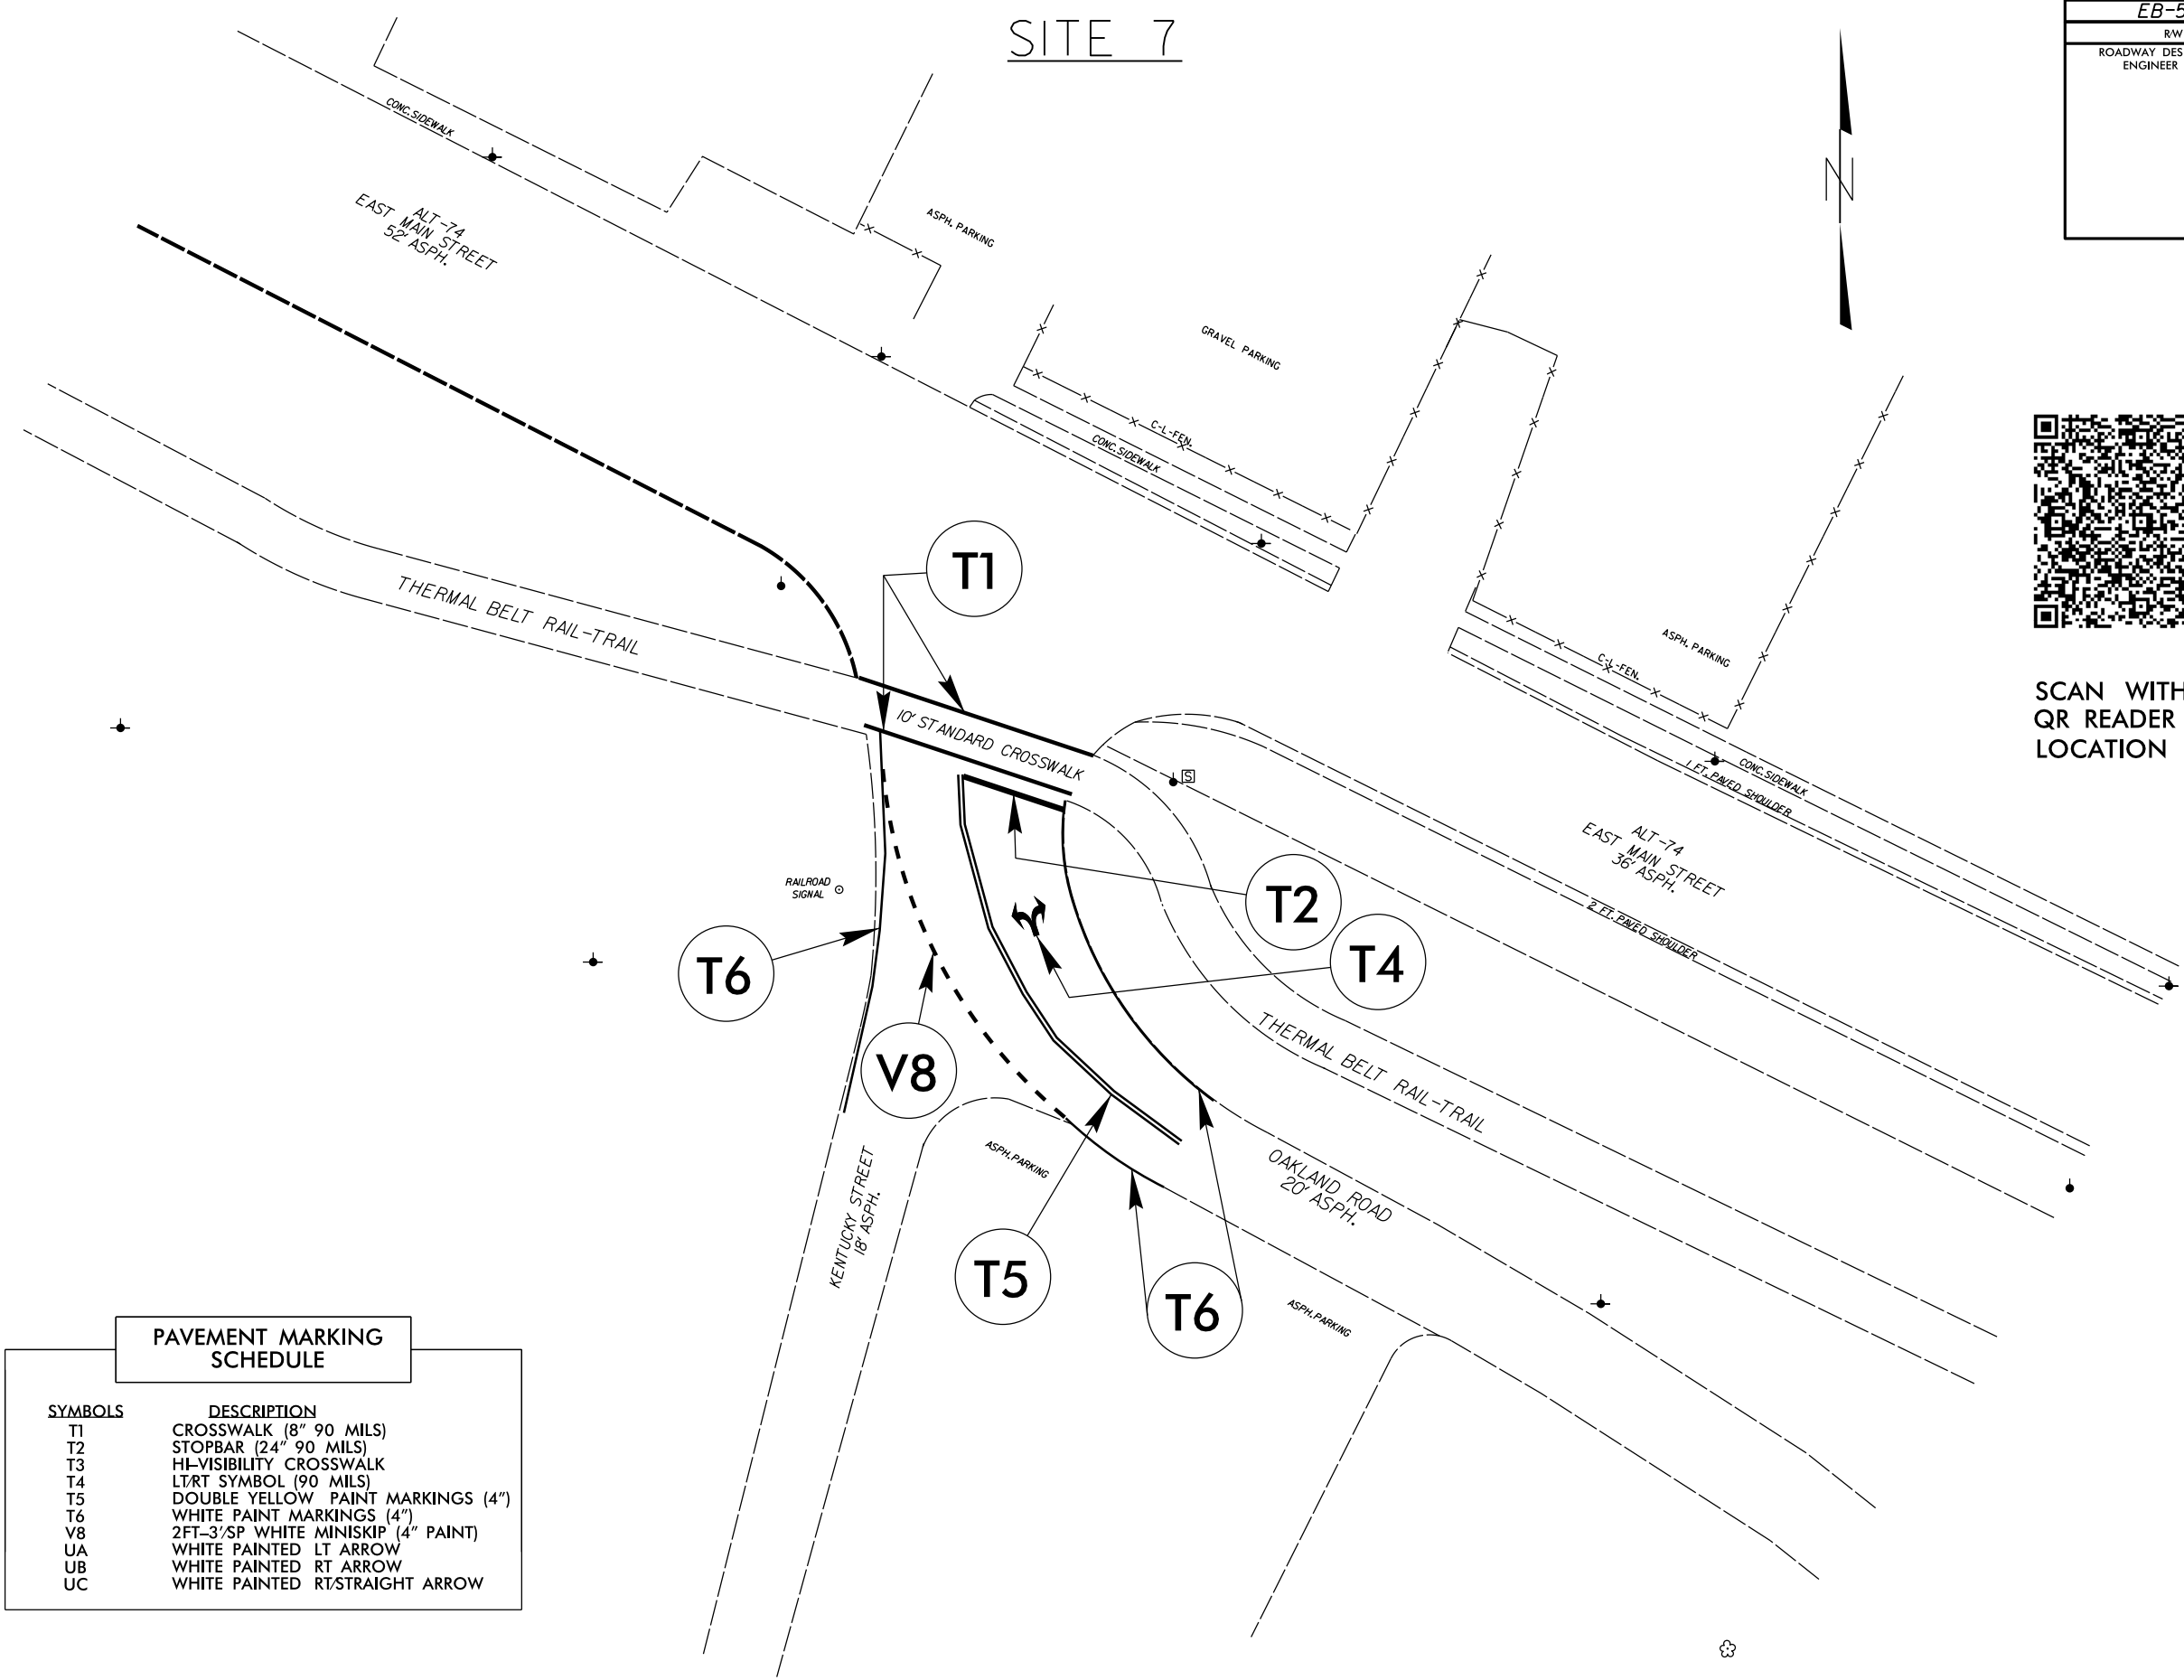 SITE 7
EB-5
R/W
ROADWAY DES
ENGINEER
CONC. SIDEWALK
ALT-74
EAST MAIN STREET
52' ASPH.
ASPH. PARKING
N
GRAVEL PARKING
C-L-FEN.
CONC. SIDEWALK
T1
THERMAL BELT RAIL-TRAIL
10' STANDARD CROSSWALK
ASPH. PARKING
C-L-FEN.
SCAN WITH
QR READER
LOCATION
S
CONC. SIDEWALK
1 FT. PAVED SHOULDER
ALT-74
EAST MAIN STREET
36' ASPH.
2 FT. PAVED SHOULDER
RAILROAD
SIGNAL
T2
T4
T6
V8
THERMAL BELT RAIL-TRAIL
ASPH. PARKING
KENTUCKY STREET
18' ASPH.
OAKLAND ROAD
20' ASPH.
T5
T6
ASPH. PARKING
PAVEMENT MARKING
SCHEDULE
SYMBOLS DESCRIPTION
T1 CROSSWALK (8" 90 MILS)
T2 STOPBAR (24" 90 MILS)
T3 HI-VISIBILITY CROSSWALK
T4 LT/RT SYMBOL (90 MILS)
T5 DOUBLE YELLOW PAINT MARKINGS (4")
T6 WHITE PAINT MARKINGS (4")
V8 2FT-3'/SP WHITE MINISKIP (4" PAINT)
UA WHITE PAINTED LT ARROW
UB WHITE PAINTED RT ARROW
UC WHITE PAINTED RT/STRAIGHT ARROW